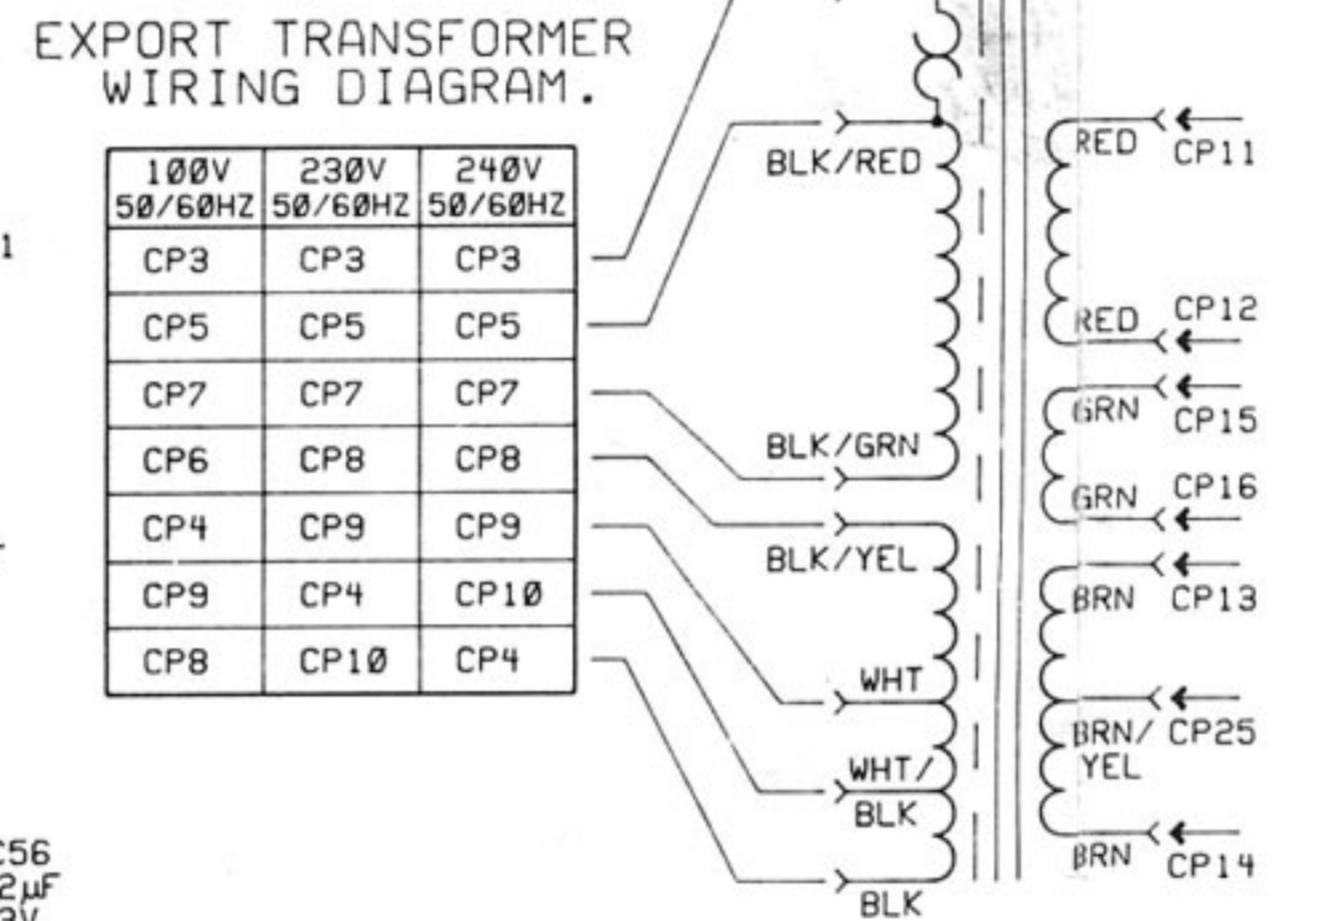 EXPORT TRANSFORMER
WIRING DIAGRAM.
100V 230V 240V
50/60HZ 50/60HZ 50/60HZ
CP3 CP3 CP3
CP5 CP5 CP5
CP7 CP7 CP7
CP6 CP8 CP8
CP4 CP9 CP9
CP9 CP4 CP10
CP8 CP10 CP4
1
BLK/RED
BLK/GRN
BLK/YEL
WHT
WHT/
BLK
BLK
RED CP11
RED CP12
GRN CP15
GRN CP16
BRN CP13
BRN/ CP25
YEL
BRN CP14
C56
2µF
3V